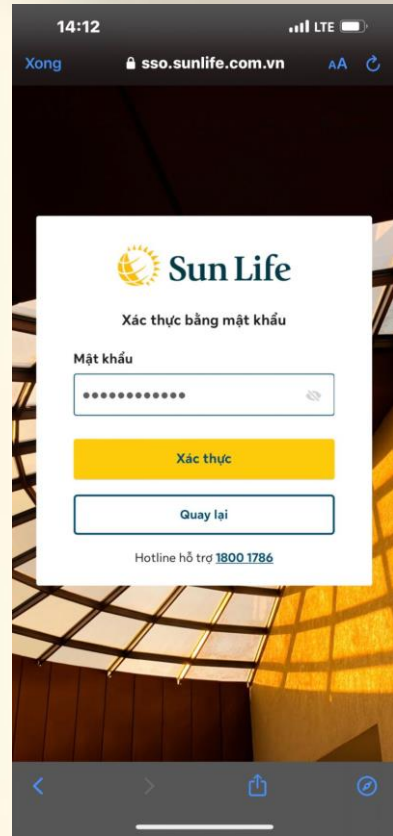 14:12
LTE
Xong
sso.sunlife.com.vn
AA
Sun Life
Xác thực bằng mật khẩu
Mật khẩu
••••••••••••
Xác thực
Quay lại
Hotline hỗ trợ 1800 1786